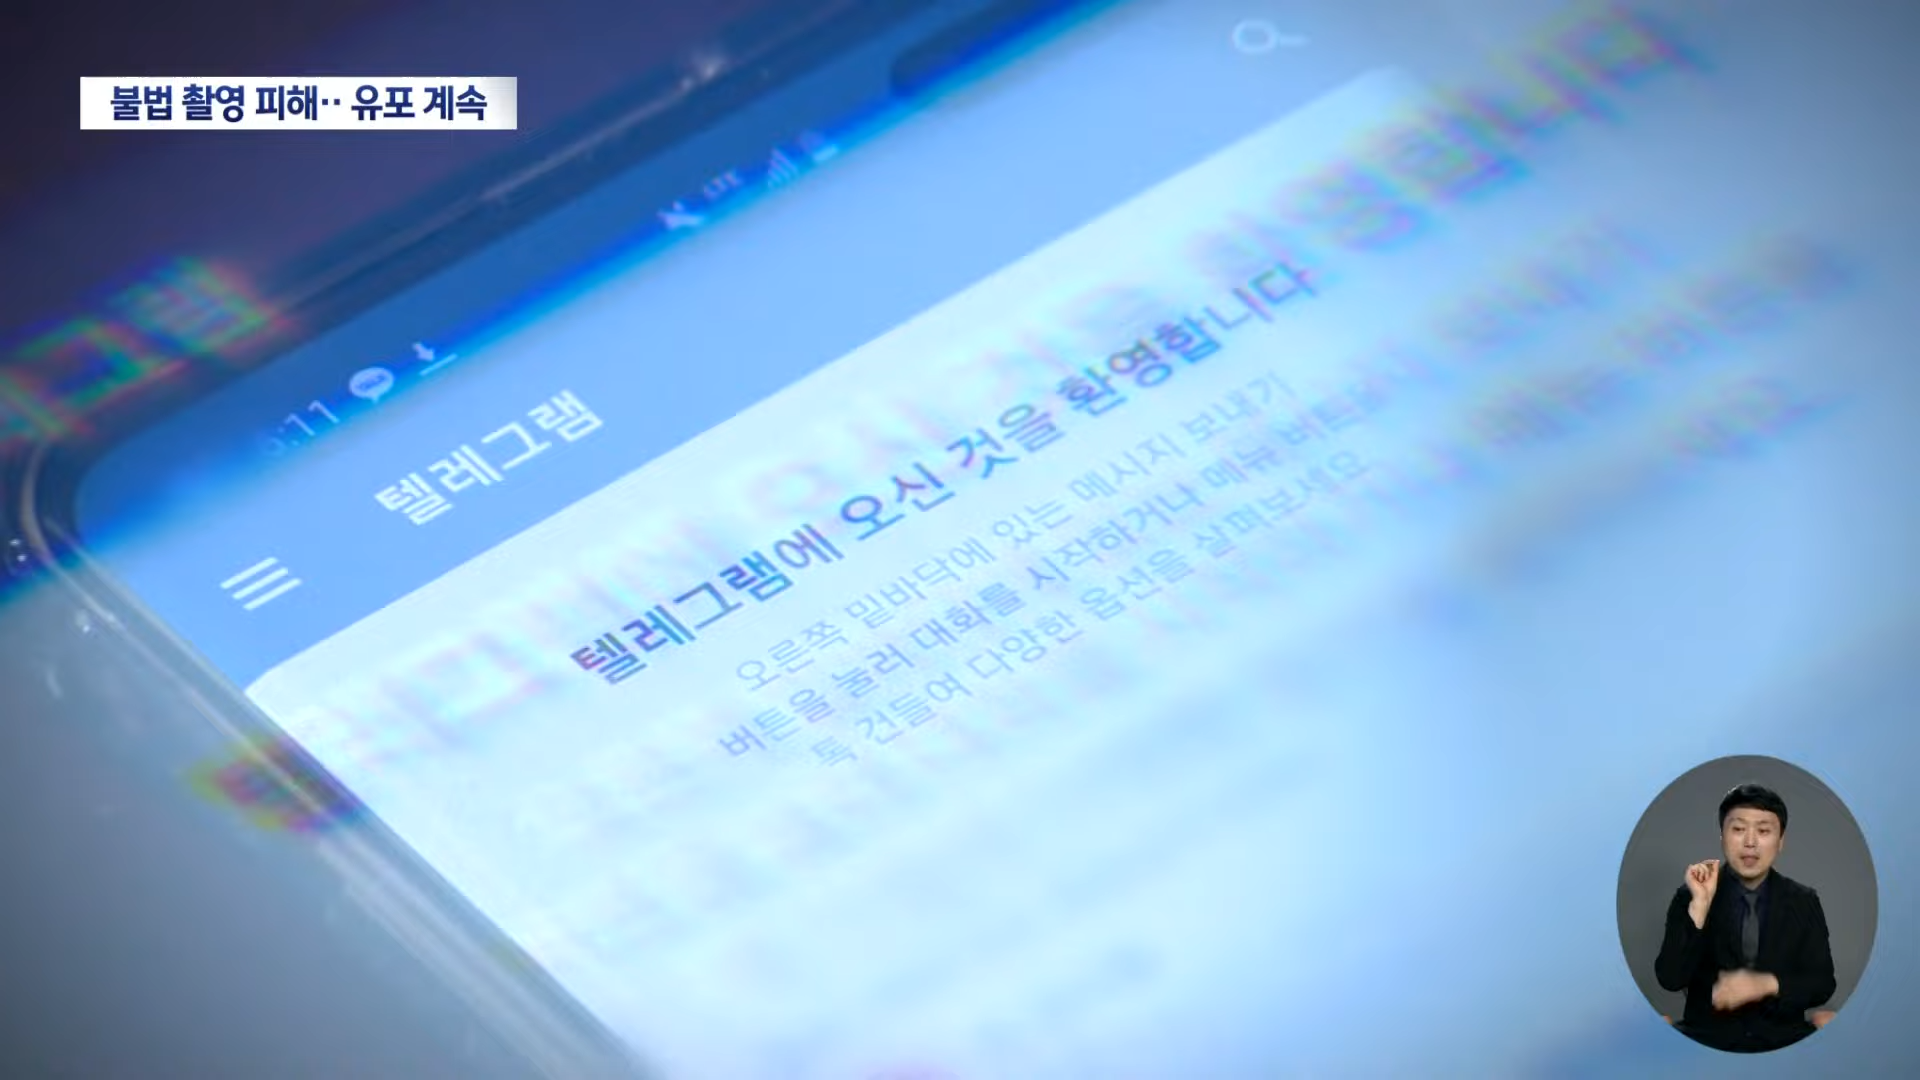 불법 촬영 피해‥ 유포 계속
텔레그램
텔레그램에 오신 것을 환영합니다
오른쪽 밑바닥에 있는 메시지 보내기
버튼을 눌러 대화를 시작하거나 메뉴 버튼을
톡 건들여 다양한 옵션을 살펴보세요